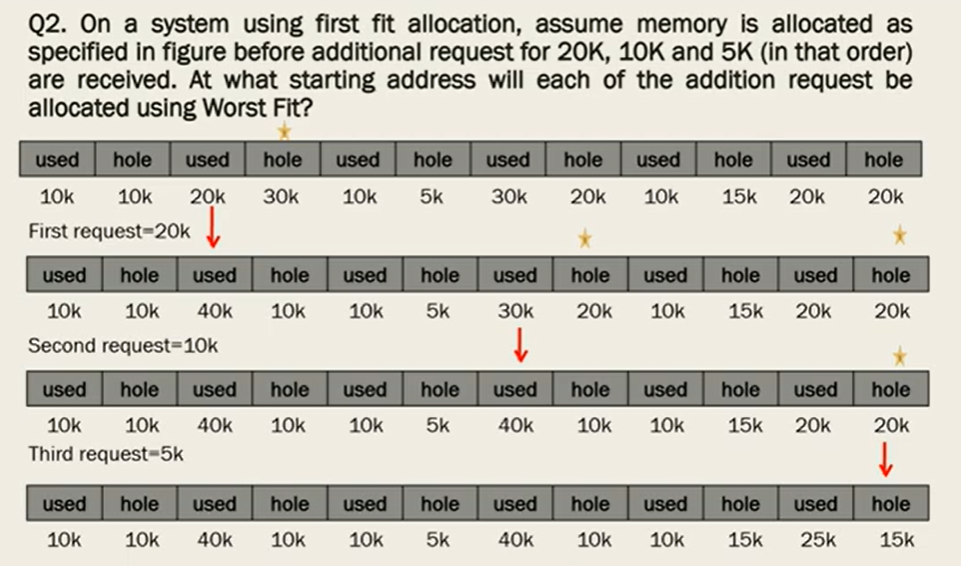 Q2. On a system using first fit allocation, assume memory is allocated as
specified in figure before additional request for 20K, 10K and 5K (in that order)
are received. At what starting address will each of the addition request be
allocated using Worst Fit?
used hole used hole used hole used hole used hole used hole
10k 10k 20k 30k 10k 5k 30k 20k 10k 15k 20k 20k
First request=20k
used hole used hole used hole used hole used hole used hole
10k 10k 40k 10k 10k 5k 30k 20k 10k 15k 20k 20k
Second request=10k
used hole used hole used hole used hole used hole used hole
10k 10k 40k 10k 10k 5k 40k 10k 10k 15k 20k 20k
Third request=5k
used hole used hole used hole used hole used hole used hole
10k 10k 40k 10k 10k 5k 40k 10k 10k 15k 25k 15k